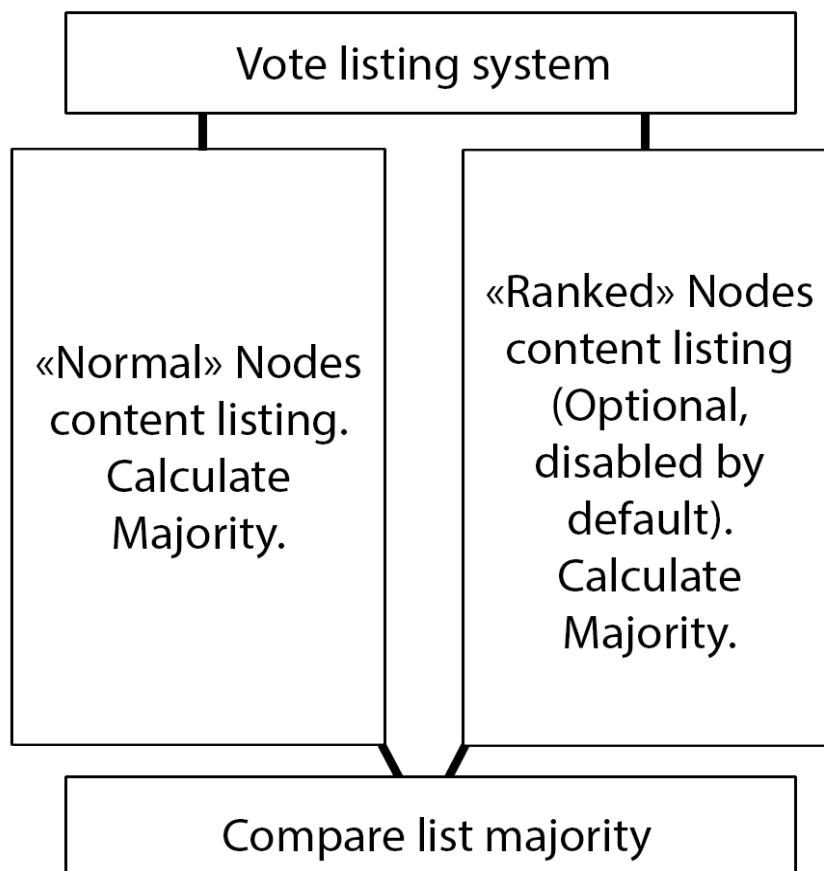 Vote listing system
«Normal» Nodes
content listing.
Calculate
Majority.
«Ranked» Nodes
content listing
(Optional,
disabled by
default).
Calculate
Majority.
Compare list majority